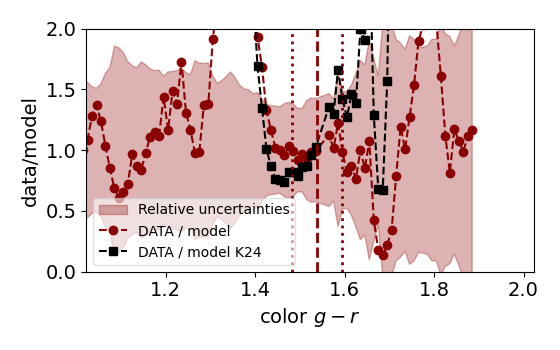 2.0
1.5
1.0
0.5
0.0
data/model
Relative uncertainties
DATA / model
DATA / model K24
1.2 1.4 1.6 1.8 2.0
color g − r